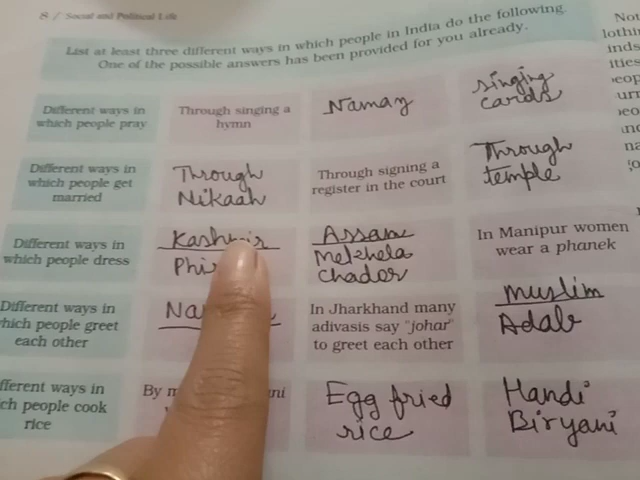 8 / Social and Political Life
List at least three different ways in which people in India do the following.
One of the possible answers has been provided for you already.
Different ways in
which people pray
Through singing a
hymn
Namaz
singing
carols
Different ways in
which people get
married
Through
Nikaah
Through signing a
register in the court
Through
temple
Different ways in
which people dress
Kashmir
Assam
Mekhela
Chador
In Manipur women
wear a phanek
Different ways in
which people greet
each other
In Jharkhand many
adivasis say "johar"
to greet each other
Muslim
Adab
ways in
people cook
rice
By
Egg fried
rice
Handi
Biryani